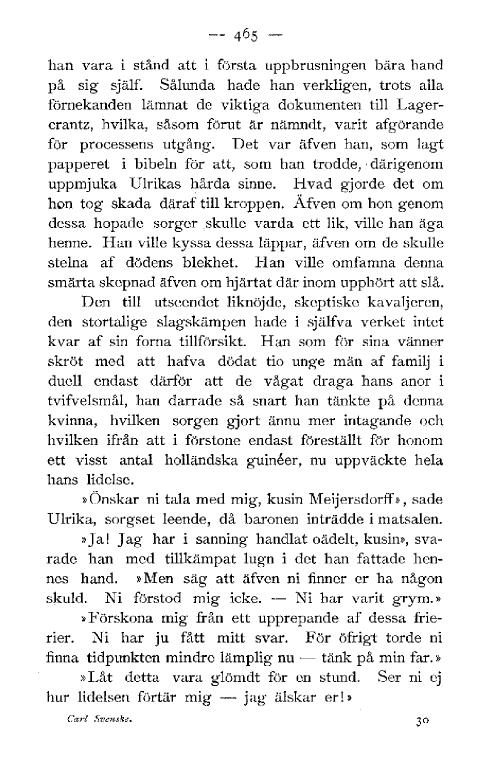 — 465 —
han vara i stånd att i första uppbrusningen bära hand
på sig själf. Sålunda hade han verkligen, trots alla
förnekanden lämnat de viktiga dokumenten till Lager-
crantz, hvilka, såsom förut är nämndt, varit afgörande
för processens utgång. Det var äfven han, som lagt
papperet i bibeln för att, som han trodde, därigenom
uppmjuka Ulrikas hårda sinne. Hvad gjorde det om
hon tog skada däraf till kroppen. Äfven om hon genom
dessa hopade sorger skulle varda ett lik, ville han äga
henne. Han ville kyssa dessa läppar, äfven om de skulle
stelna af dödens blekhet. Han ville omfamna denna
smärta skepnad äfven om hjärtat där inom upphört att slå.
Den till utseendet liknöjde, skeptiske kavaljeren,
den stortalige slagskämpen hade i själfva verket intet
kvar af sin forna tillförsikt. Han som för sina vänner
skröt med att hafva dödat tio unge män af familj i
duell endast därför att de vågat draga hans anor i
tvifvelsmål, han darrade så snart han tänkte på denna
kvinna, hvilken sorgen gjort ännu mer intagande och
hvilken ifrån att i förstone endast föreställt för honom
ett visst antal holländska guinéer, nu uppväckte hela
hans lidelse.
»Önskar ni tala med mig, kusin Meijersdorff», sade
Ulrika, sorgset leende, då baronen inträdde i matsalen.
»Ja! Jag har i sanning handlat oädelt, kusin», sva-
rade han med tillkämpat lugn i det han fattade hen-
nes hand. »Men säg att äfven ni finner er ha någon
skuld. Ni förstod mig icke. — Ni har varit grym.»
»Förskona mig från ett upprepande af dessa frie-
rier. Ni har ju fått mitt svar. För öfrigt torde ni
finna tidpunkten mindre lämplig nu — tänk på min far.»
»Låt detta vara glömdt för en stund. Ser ni ej
hur lidelsen förtär mig — jag älskar er!»
Carl Svenske. 30